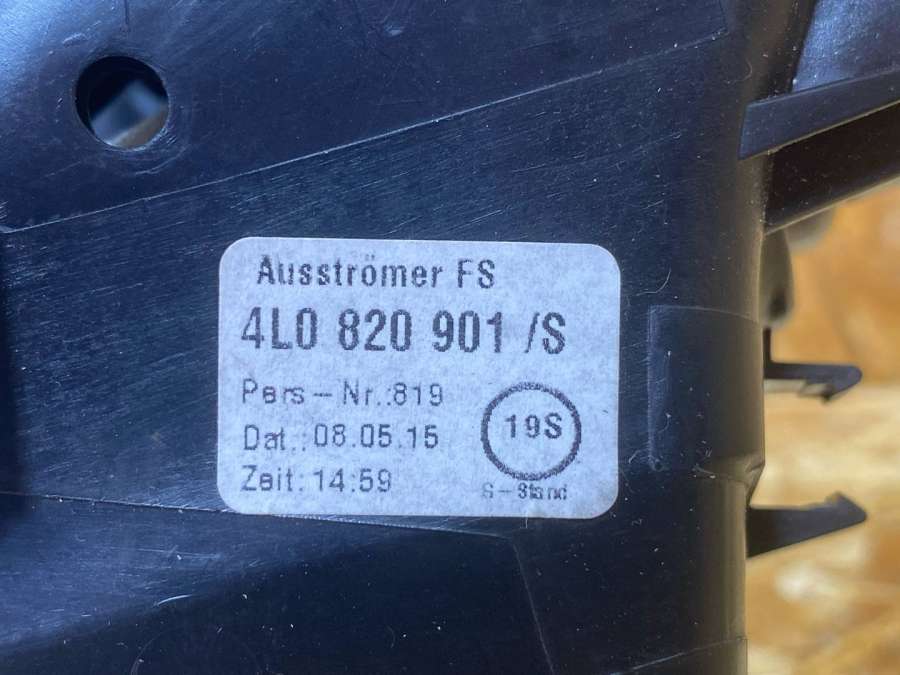 Ausströmer FS
4L0 820 901 /S
Pers-Nr.:819
Dat.:08.05.15
19S
Zeit:14:59
S-Stand